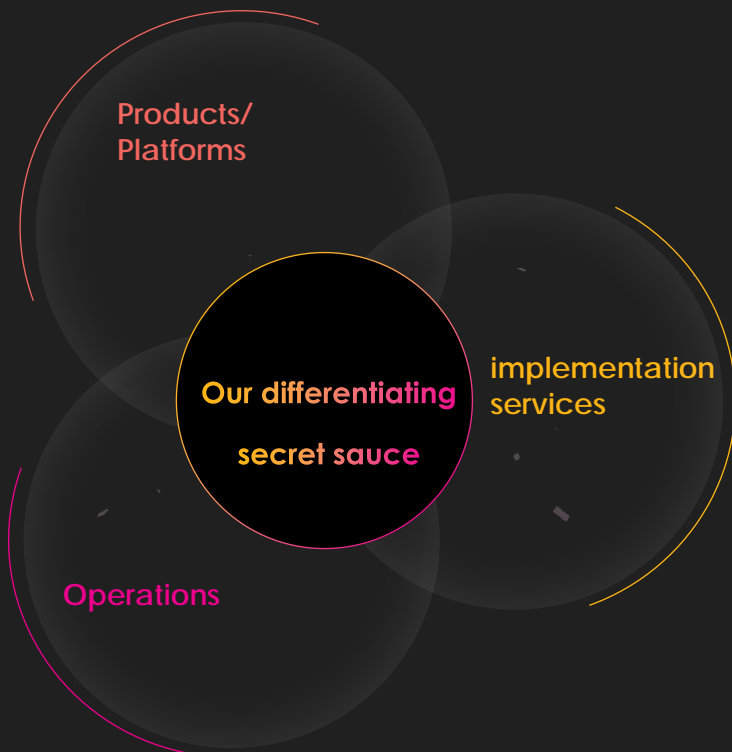 Products/
Platforms
implementation
services
Our differentiating
secret sauce
Operations